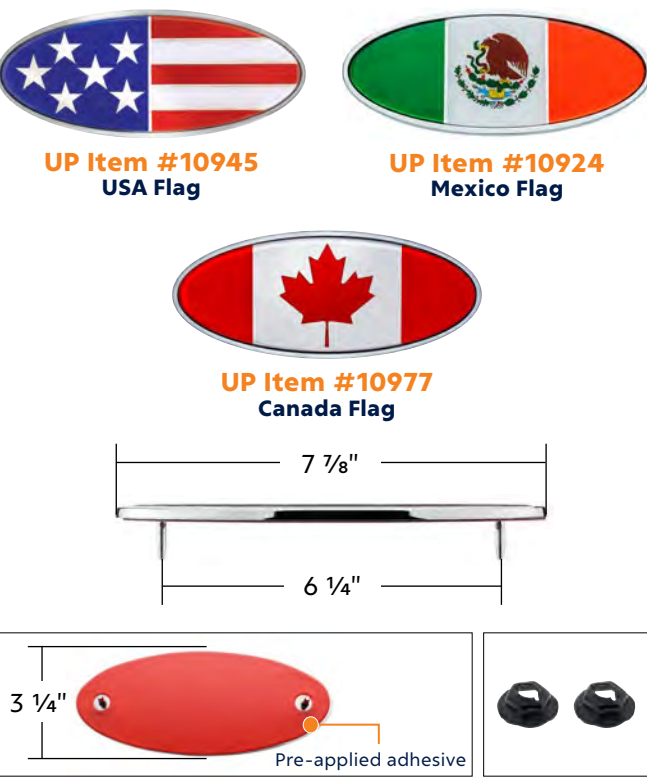 UP Item #10945
USA Flag
UP Item #10924
Mexico Flag
UP Item #10977
Canada Flag
7 ⅞"
6 ¼"
3 ¼"
Pre-applied adhesive